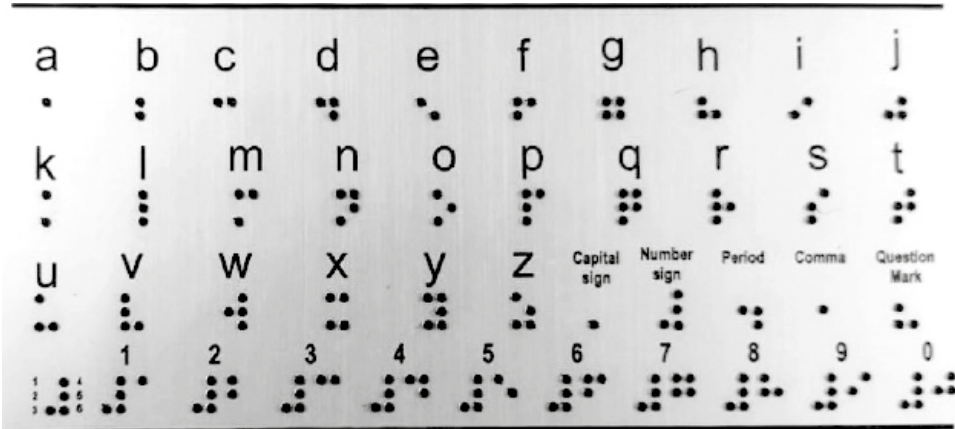 a b c d e f g h i j
⠁ ⠃ ⠉ ⠙ ⠑ ⠋ ⠛ ⠓ ⠊ ⠚
k l m n o p q r s t
⠅ ⠇ ⠍ ⠝ ⠕ ⠏ ⠟ ⠗ ⠎ ⠞
u v w x y z Capital sign Number sign Period Comma Question Mark
⠥ ⠧ ⠺ ⠭ ⠽ ⠵ ⠠ ⠼ ⠲ ⠂ ⠦
1 2 3 4 5 6 7 8 9 0
1 4
2 5
3 6
⠼ ⠼⠁ ⠼⠃ ⠼⠉ ⠼⠙ ⠼⠑ ⠼⠋ ⠼⠛ ⠼⠓ ⠼⠊ ⠼⠚